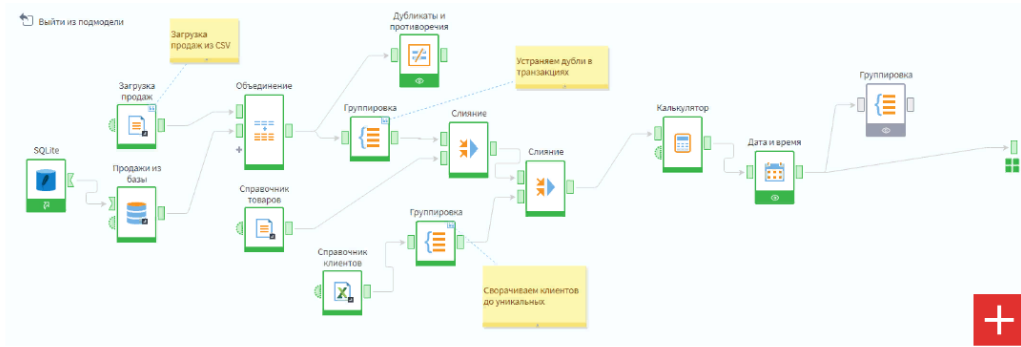 Выйти из подмодели
Загрузка
продаж из CSV
Дубликаты и
противоречия
Устраняем дубли в
транзакциях
Группировка
Загрузка
продаж
Объединение
Группировка
Слияние
Калькулятор
SQLite
Продажи из
базы
Слияние
Дата и время
Справочник
товаров
Группировка
Справочник
клиентов
Сворачиваем клиентов
до уникальных